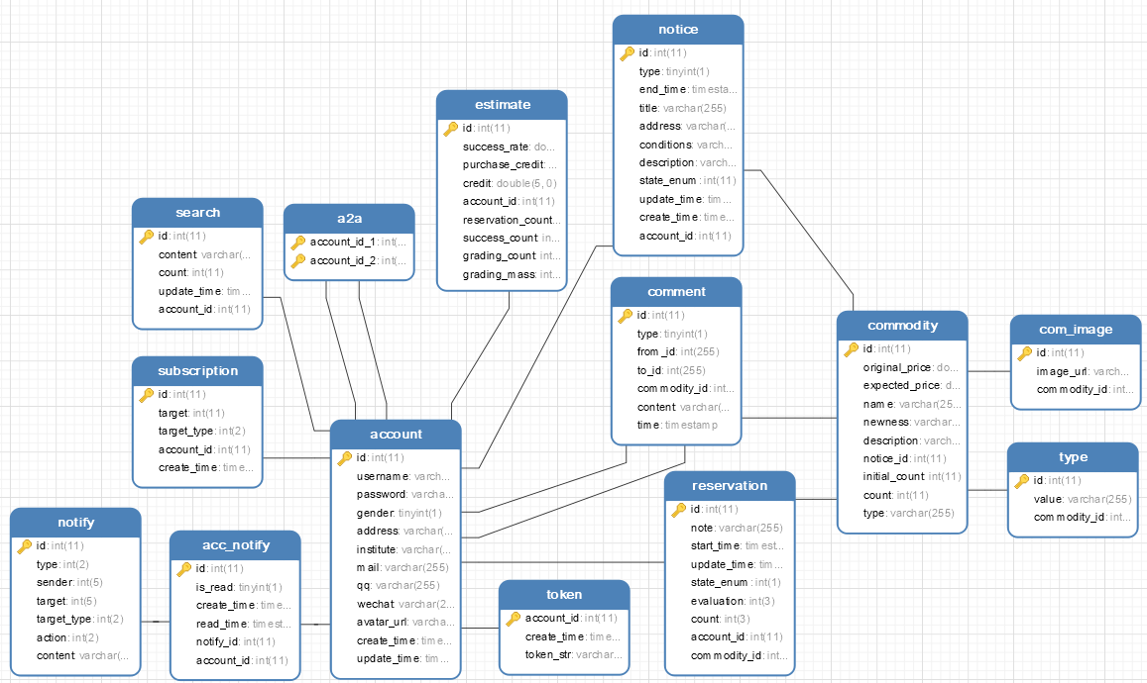 notice
id: int(11)
type: tinyint(1)
end_time: timesta...
title: varchar(255)
address: varchar(...
conditions: varch...
description: varch...
state_enum: int(11)
update_time: tim...
create_time: time...
account_id: int(11)
estimate
id: int(11)
success_rate: do...
purchase_credit: ...
credit: double(5,0)
account_id: int(11)
reservation_count...
success_count in...
grading_count: int...
grading_mass: int...
search
id: int(11)
content varchar(...
count: int(11)
update_time: tim...
account_id: int(11)
a2a
account_id_1: int(...
account_id_2: int(...
comment
id: int(11)
type: tinyint(1)
from_id: int(255)
to_id: int(255)
commodity_id: int...
content: varchar(...
time: timestamp
commodity
id: int(11)
original_price: do...
expected_price: d...
name: varchar(25...
newness: varchar...
description: varch...
notice_id: int(11)
initial_count int(11)
count: int(11)
type: varchar(255)
com_image
id: int(11)
image_url: varch...
commodity_id: int...
subscription
id: int(11)
target: int(11)
target_type: int(2)
account_id: int(11)
create_time: time...
account
id: int(11)
username: varch...
password: varcha...
gender: tinyint(1)
address: varchar(...
institute: varchar(...
mail: varchar(255)
qq: varchar(255)
wechat: varchar(2...
avatar_url: varcha...
create_time: time...
update_time: tim...
type
id: int(11)
value: varchar(255)
commodity_id: int...
reservation
id: int(11)
note: varchar(255)
start_time: timest...
update_time: tim...
state_enum: int(1)
evaluation: int(3)
count: int(3)
account_id: int(11)
commodity_id: int...
notify
id: int(11)
type: int(2)
sender: int(5)
target: int(5)
target_type: int(2)
action: int(2)
content: varchar(...
acc_notify
id: int(11)
is_read: tinyint(1)
create_time: time...
read_time: timest...
notify_id: int(11)
account_id: int(11)
token
account_id: int(11)
create_time: time...
token_str: varchar...